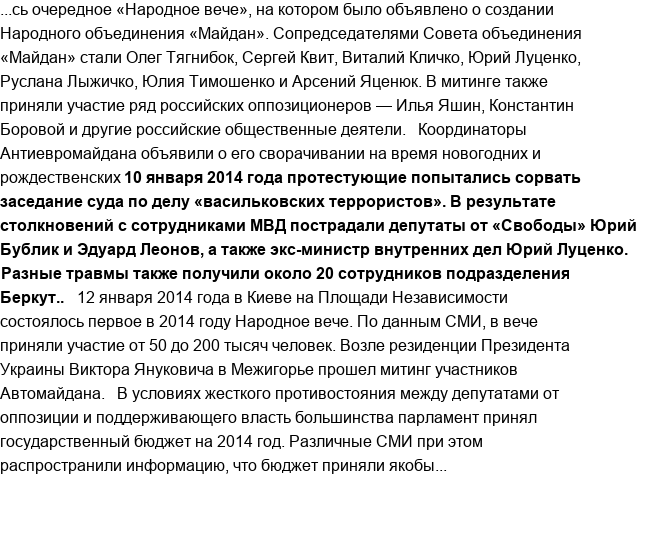 ...сь очередное «Народное вече», на котором было объявлено о создании
Народного объединения «Майдан». Сопредседателями Совета объединения
«Майдан» стали Олег Тягнибок, Сергей Квит, Виталий Кличко, Юрий Луценко,
Руслана Лыжичко, Юлия Тимошенко и Арсений Яценюк. В митинге также
приняли участие ряд российских оппозиционеров — Илья Яшин, Константин
Боровой и другие российские общественные деятели. Координаторы
Антиевромайдана объявили о его сворачивании на время новогодних и
рождественских 10 января 2014 года протестующие попытались сорвать
заседание суда по делу «васильковских террористов». В результате
столкновений с сотрудниками МВД пострадали депутаты от «Свободы» Юрий
Бублик и Эдуард Леонов, а также экс-министр внутренних дел Юрий Луценко.
Разные травмы также получили около 20 сотрудников подразделения
Беркут.. 12 января 2014 года в Киеве на Площади Независимости
состоялось первое в 2014 году Народное вече. По данным СМИ, в вече
приняли участие от 50 до 200 тысяч человек. Возле резиденции Президента
Украины Виктора Януковича в Межигорье прошел митинг участников
Автомайдана. В условиях жесткого противостояния между депутатами от
оппозиции и поддерживающего власть большинства парламент принял
государственный бюджет на 2014 год. Различные СМИ при этом
распространили информацию, что бюджет приняли якобы...